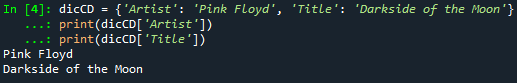 In [4]: dicCD = {'Artist': 'Pink Floyd', 'Title': 'Darkside of the Moon'}
   ...: print(dicCD['Artist'])
   ...: print(dicCD['Title'])
Pink Floyd
Darkside of the Moon